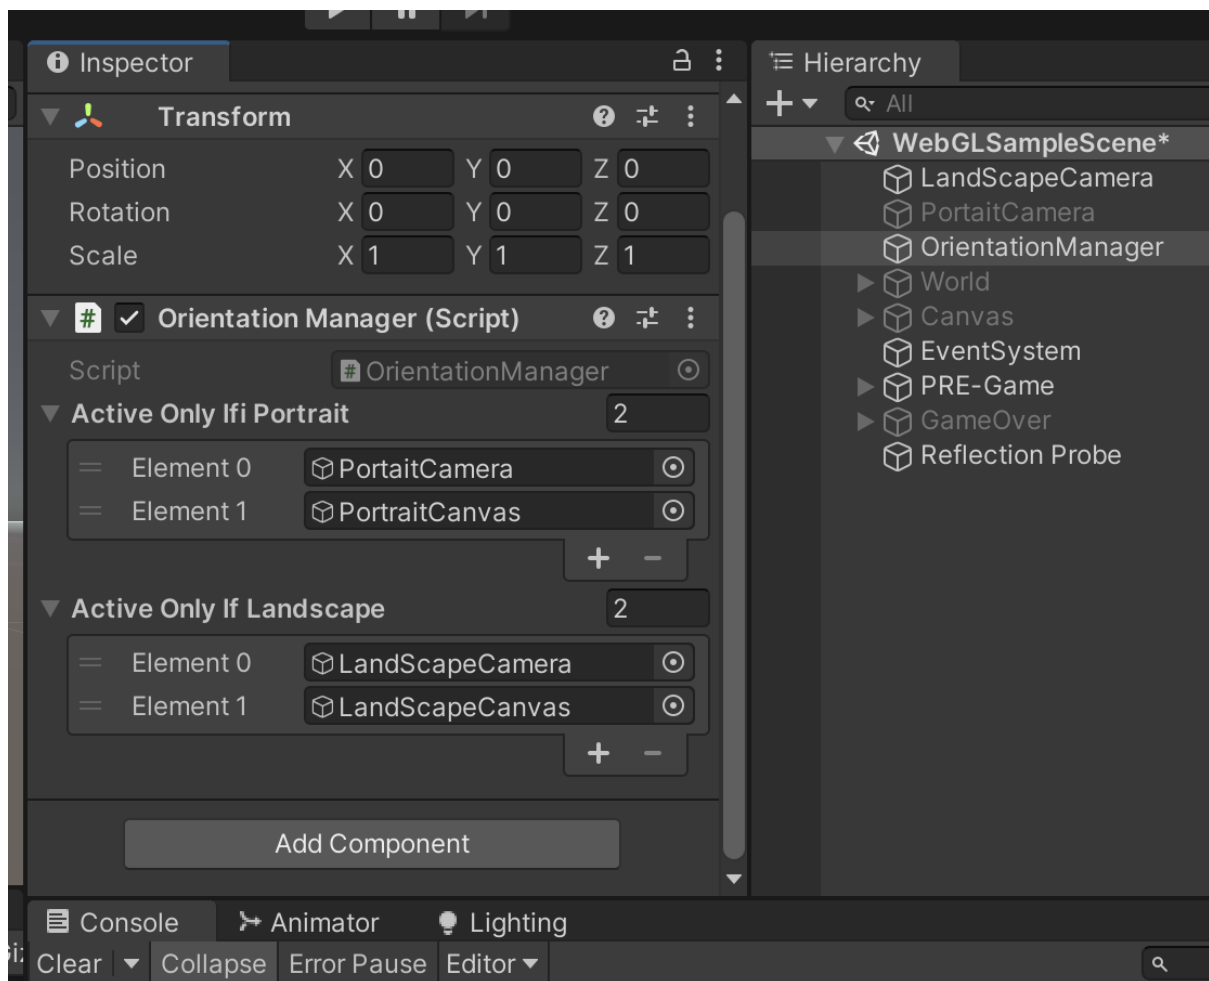 Inspector
Transform
Position X 0 Y 0 Z 0
Rotation X 0 Y 0 Z 0
Scale X 1 Y 1 Z 1
# Orientation Manager (Script)
Script # OrientationManager
Active Only Ifi Portrait 2
Element 0 PortaitCamera
Element 1 PortraitCanvas
+ −
Active Only If Landscape 2
Element 0 LandScapeCamera
Element 1 LandScapeCanvas
+ −
Add Component
Hierarchy
+ All
WebGLSampleScene*
LandScapeCamera
PortaitCamera
OrientationManager
World
Canvas
EventSystem
PRE-Game
GameOver
Reflection Probe
Console Animator Lighting
Clear Collapse Error Pause Editor